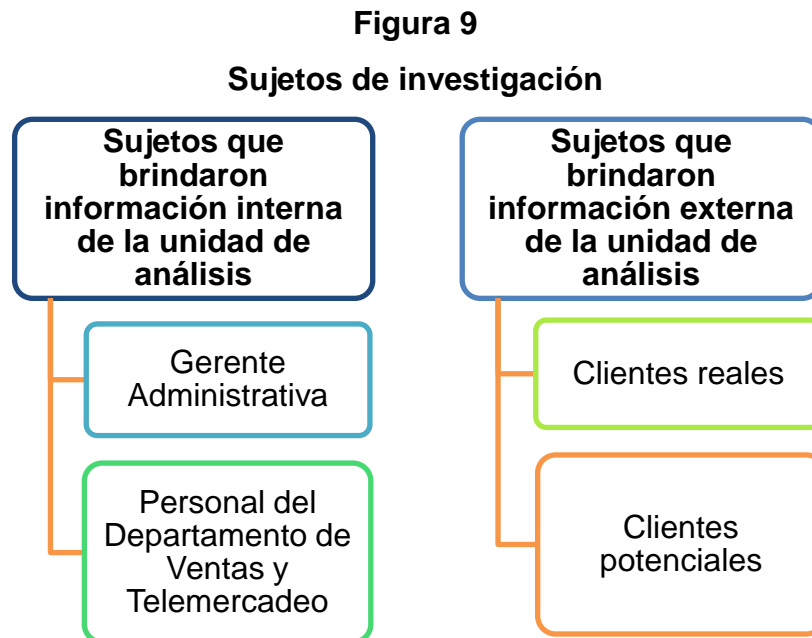 Figura 9
Sujetos de investigación
Sujetos que
brindaron
información interna
de la unidad de
análisis
Gerente
Administrativa
Personal del
Departamento de
Ventas y
Telemercadeo
Sujetos que
brindaron
información externa
de la unidad de
análisis
Clientes reales
Clientes
potenciales